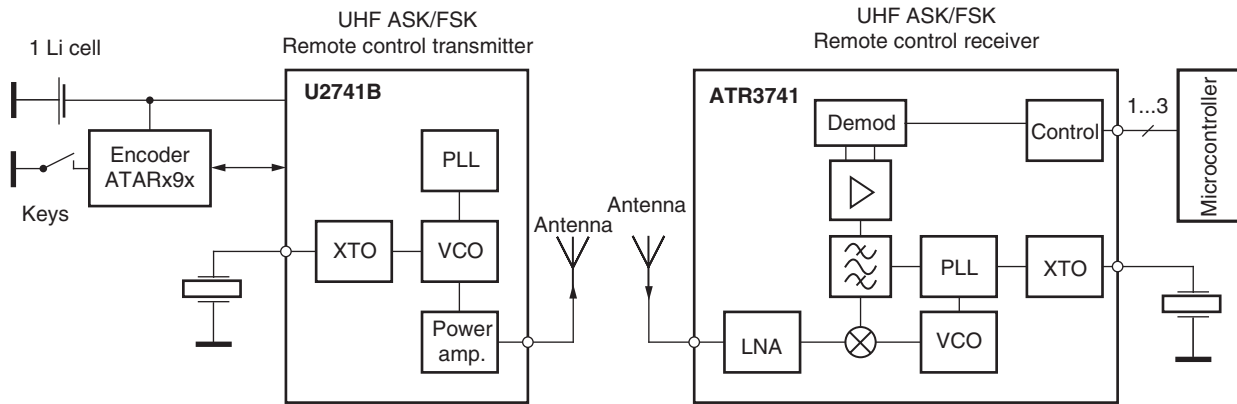 UHF ASK/FSK
Remote control transmitter
UHF ASK/FSK
Remote control receiver
1 Li cell
U2741B
ATR3741
Encoder
ATARx9x
Keys
PLL
XTO
VCO
Power
amp.
Antenna
Antenna
Demod
Control
1...3
Microcontroller
PLL
XTO
LNA
VCO